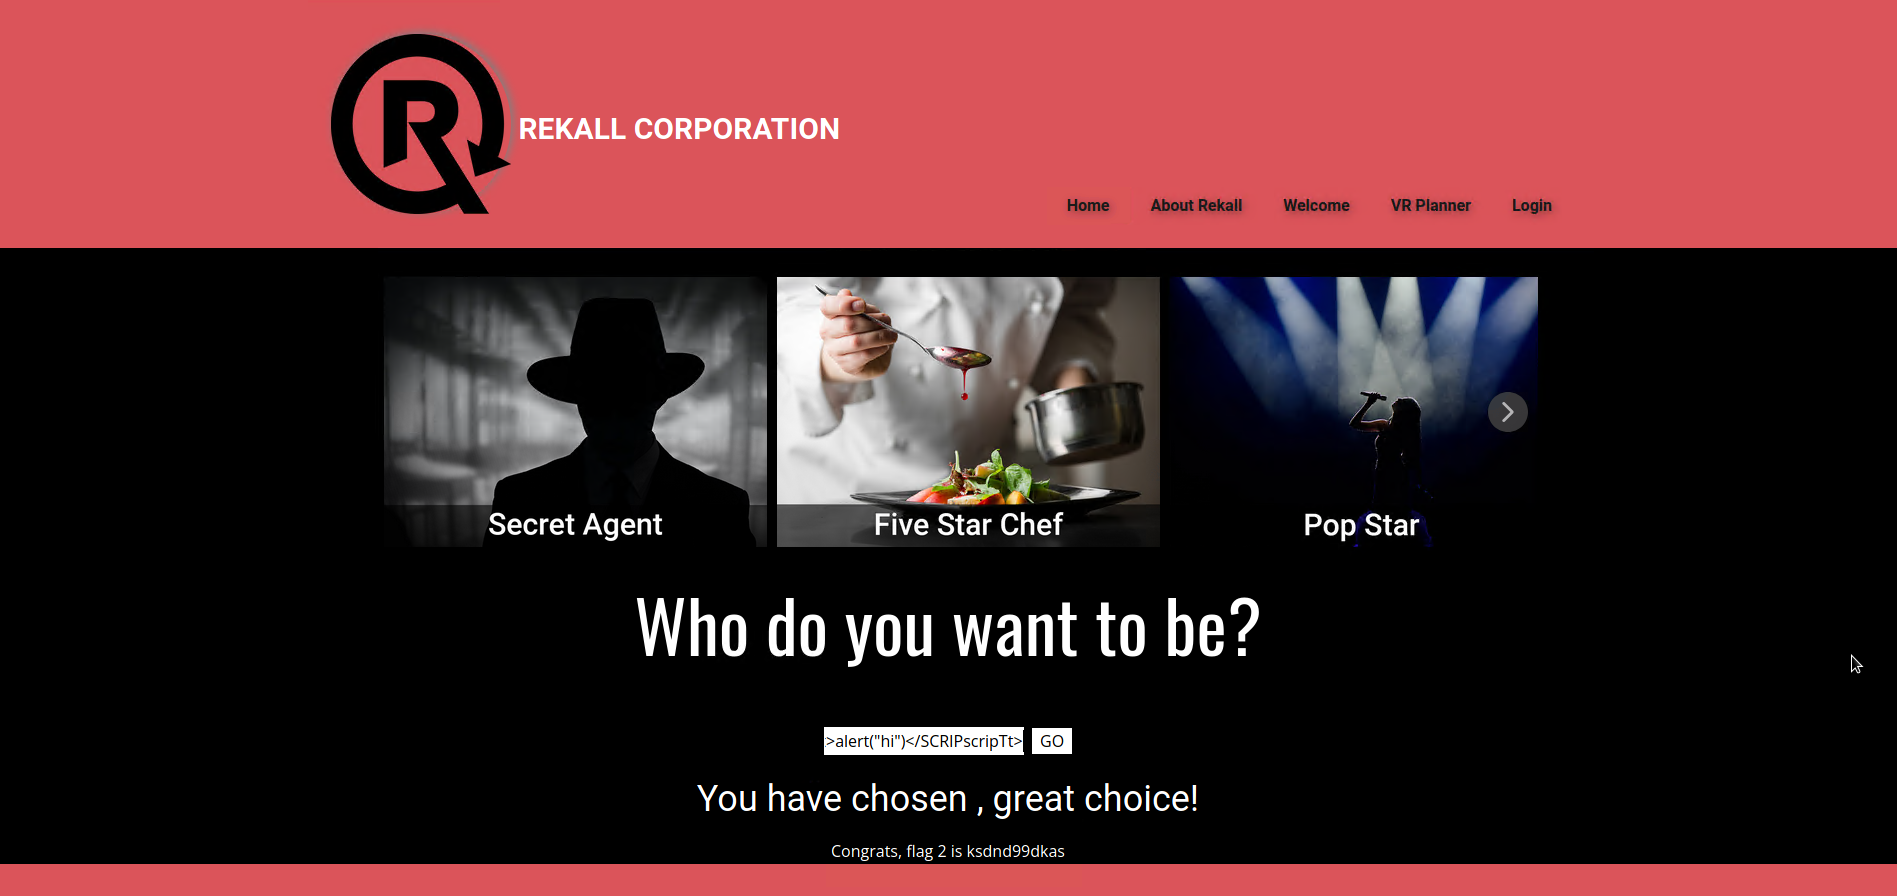 R
REKALL CORPORATION
Home About Rekall Welcome VR Planner Login
Secret Agent Five Star Chef Pop Star
Who do you want to be?
>alert("hi")</SCRIPscripTt> GO
You have chosen , great choice!
Congrats, flag 2 is ksdnd99dkas